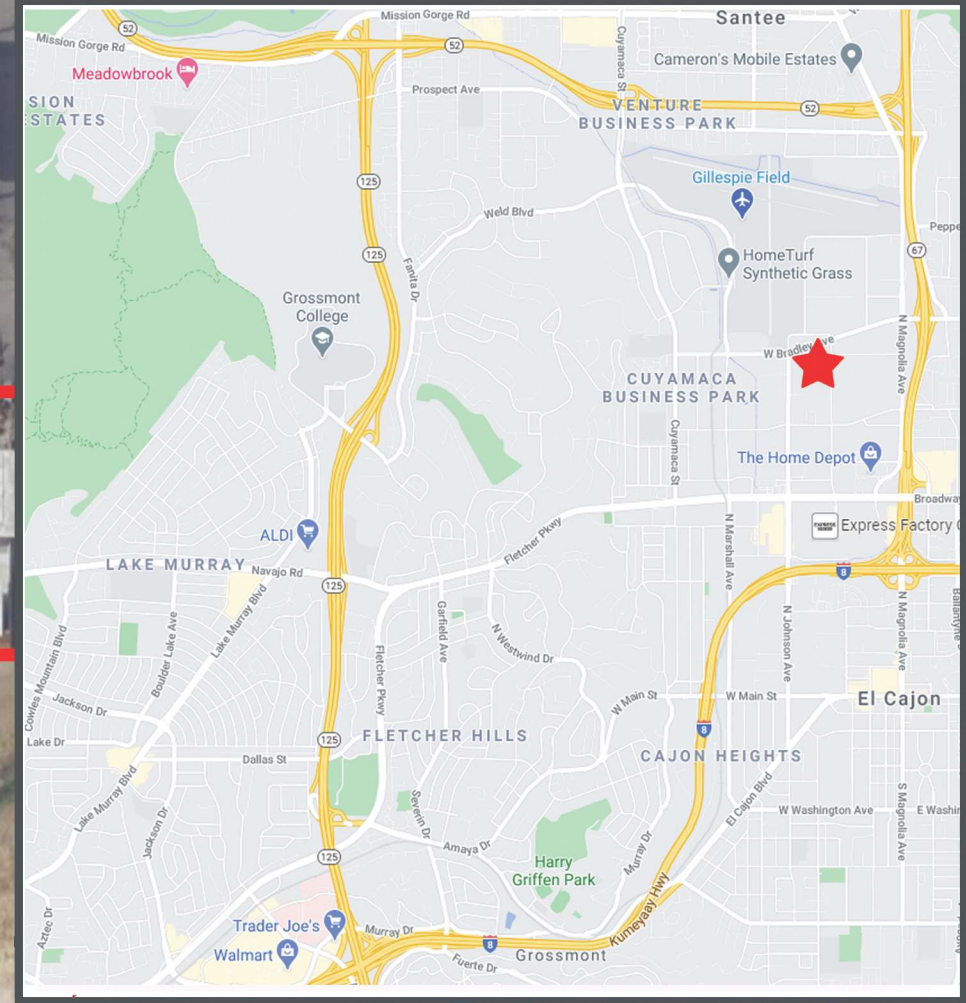 Mission Gorge Rd
Santee
52
Mission Gorge Rd
52
Cuyamaca St
Cameron's Mobile Estates
Meadowbrook
Prospect Ave
SION
ESTATES
VENTURE
BUSINESS PARK
52
125
Gillespie Field
Weld Blvd
Peppe
125
Fanita Dr
HomeTurf
Synthetic Grass
67
Grossmont
College
N Magnolia Ave
W Bradley Ave
CUYAMACA
BUSINESS PARK
Cuyamaca St
The Home Depot
Broadway
Fletcher Pkwy
N Marshall Ave
EXPRESS
Express Factory
ALDI
LAKE MURRAY
Navajo Rd
125
8
Lake Murray Blvd
Boulder Lake Ave
Cowles Mountain Blvd
Garfield Ave
N Westwind Dr
N Johnson Ave
N Magnolia Ave
Ballantyne
Fletcher Pkwy
Jackson Dr
W Main St
W Main St
El Cajon
Lake Dr
125
FLETCHER HILLS
8
Dallas St
CAJON HEIGHTS
Lake Murray Blvd
Jackson Dr
Severin Dr
El Cajon Blvd
W Washington Ave
E Washin
S Magnolia Ave
Amaya Dr
Murray Dr
125
Harry
Griffen Park
Aztec Dr
Trader Joe's
Murray Dr
Kumeyaay Hwy
Walmart
8
Grossmont
Fuerte Dr